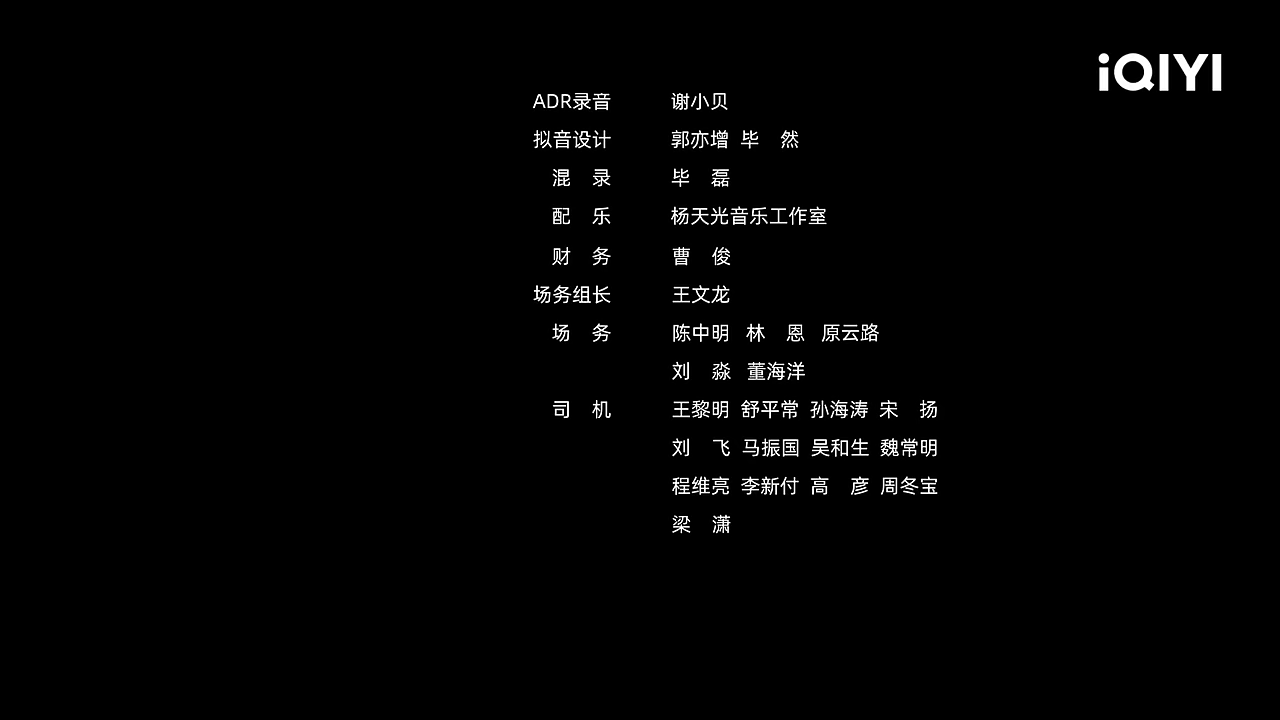 iQIYI
ADR录音 谢小贝
拟音设计 郭亦增 毕 然
混 录 毕 磊
配 乐 杨天光音乐工作室
财 务 曹 俊
场务组长 王文龙
场 务 陈中明 林 恩 原云路
刘 淼 董海洋
司 机 王黎明 舒平常 孙海涛 宋 扬
刘 飞 马振国 吴和生 魏常明
程维亮 李新付 高 彦 周冬宝
梁 潇